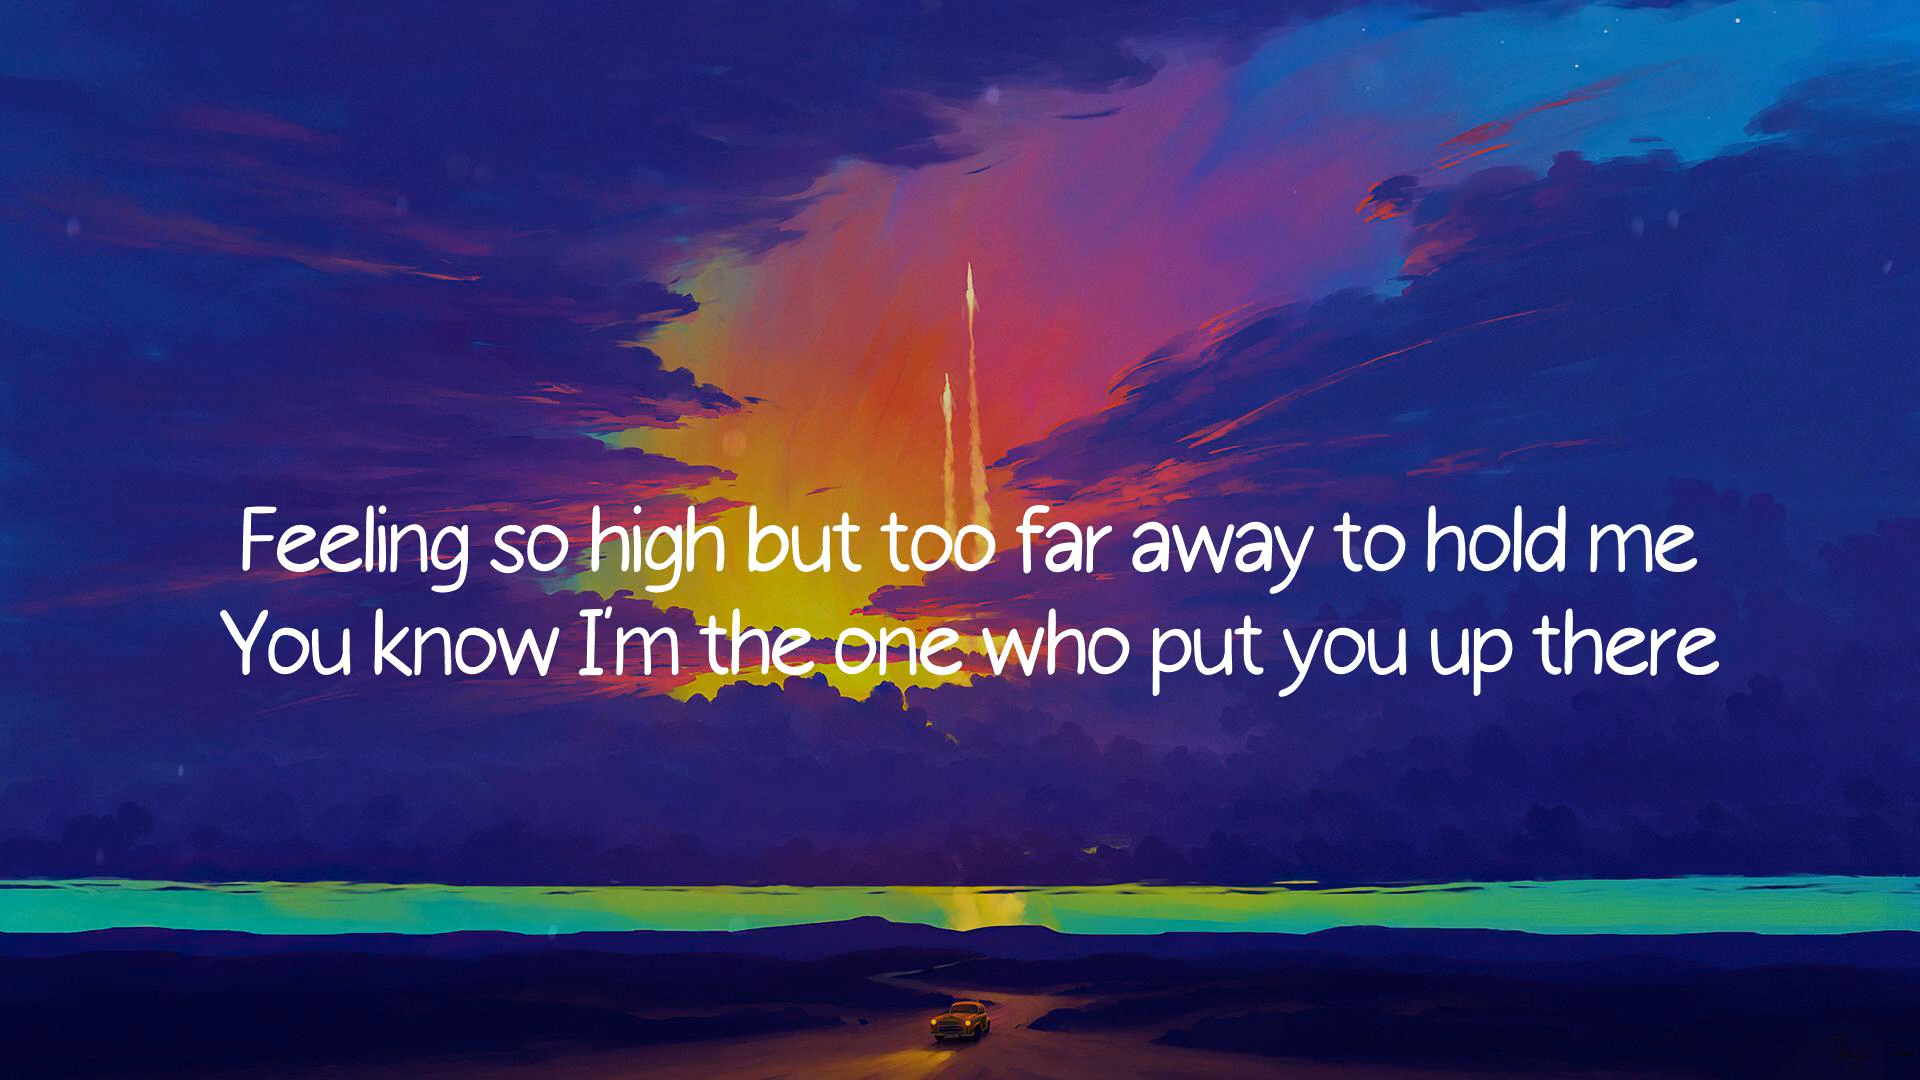 Feeling so high but too far away to hold me
You know I'm the one who put you up there